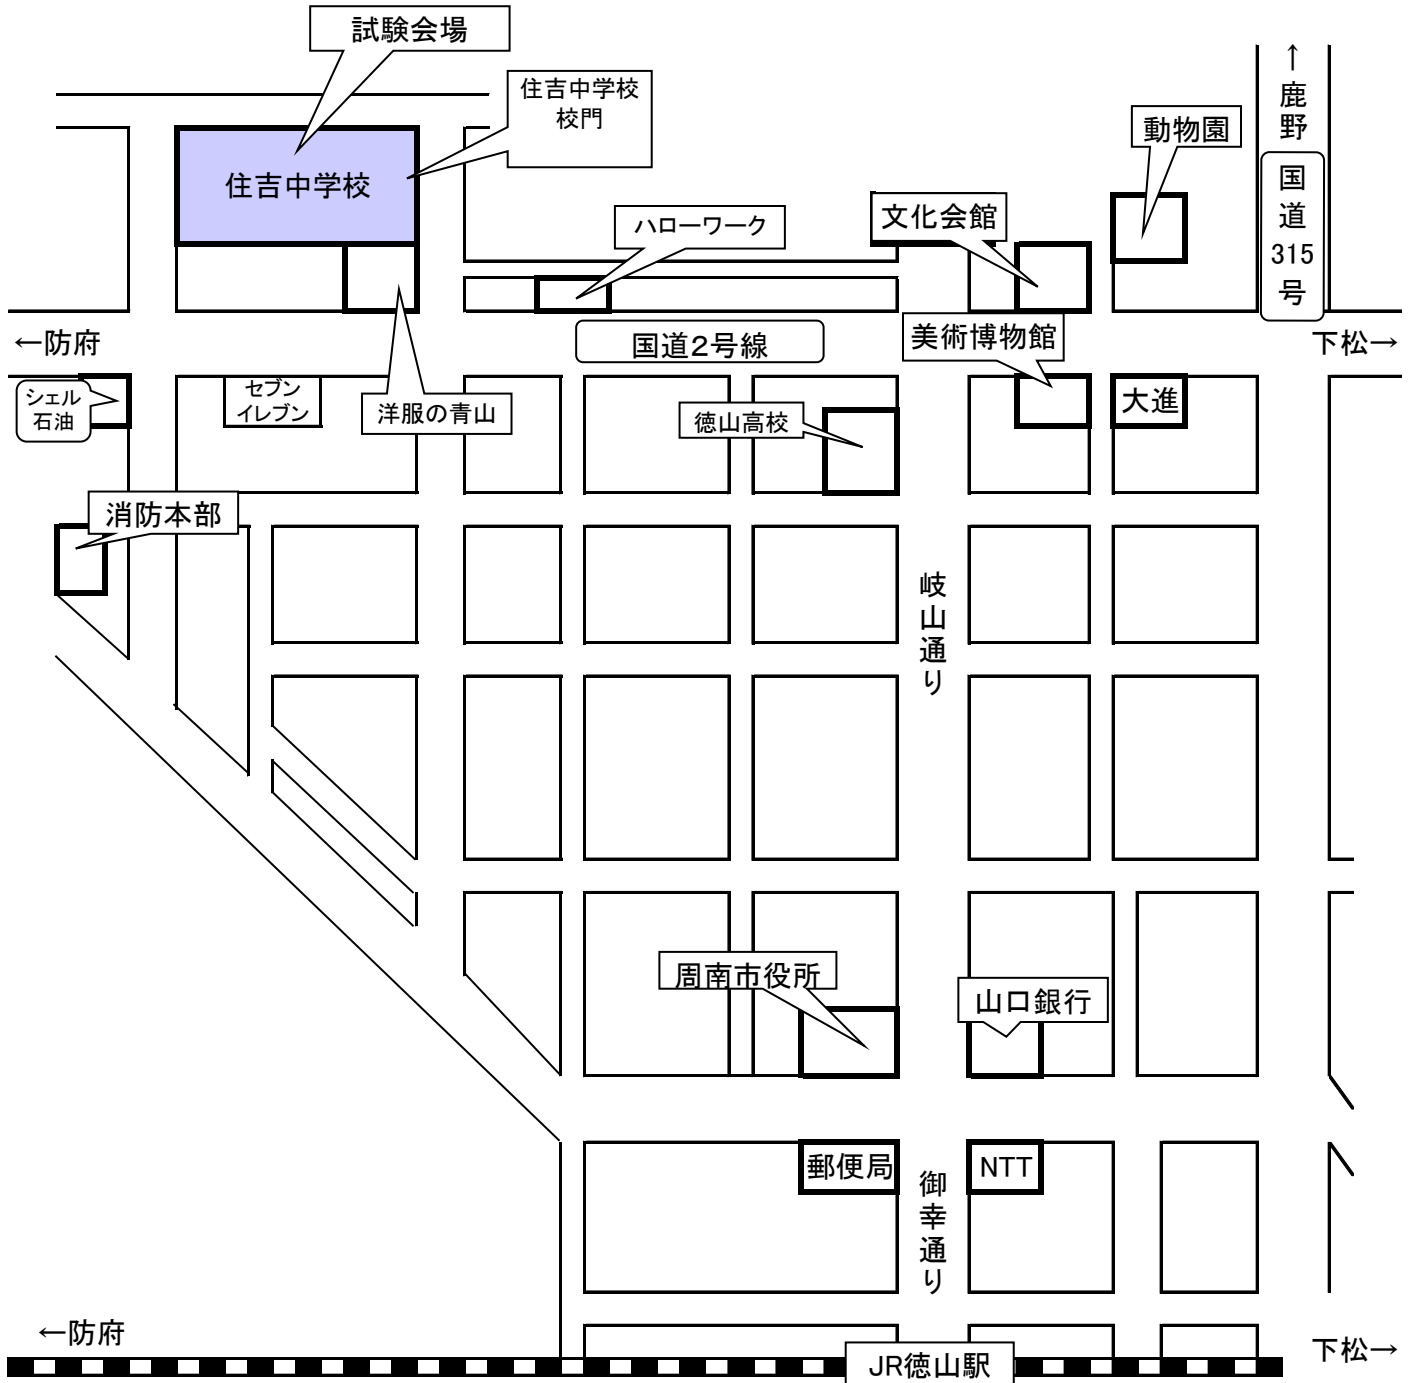 試験会場
住吉中学校
校門
住吉中学校
ハローワーク
文化会館
動物園
↑鹿野
国道315号
←防府
国道2号線
美術博物館
下松→
シェル
石油
セブン
イレブン
洋服の青山
徳山高校
大進
消防本部
岐山通り
周南市役所
山口銀行
郵便局
NTT
御幸通り
←防府
JR徳山駅
下松→